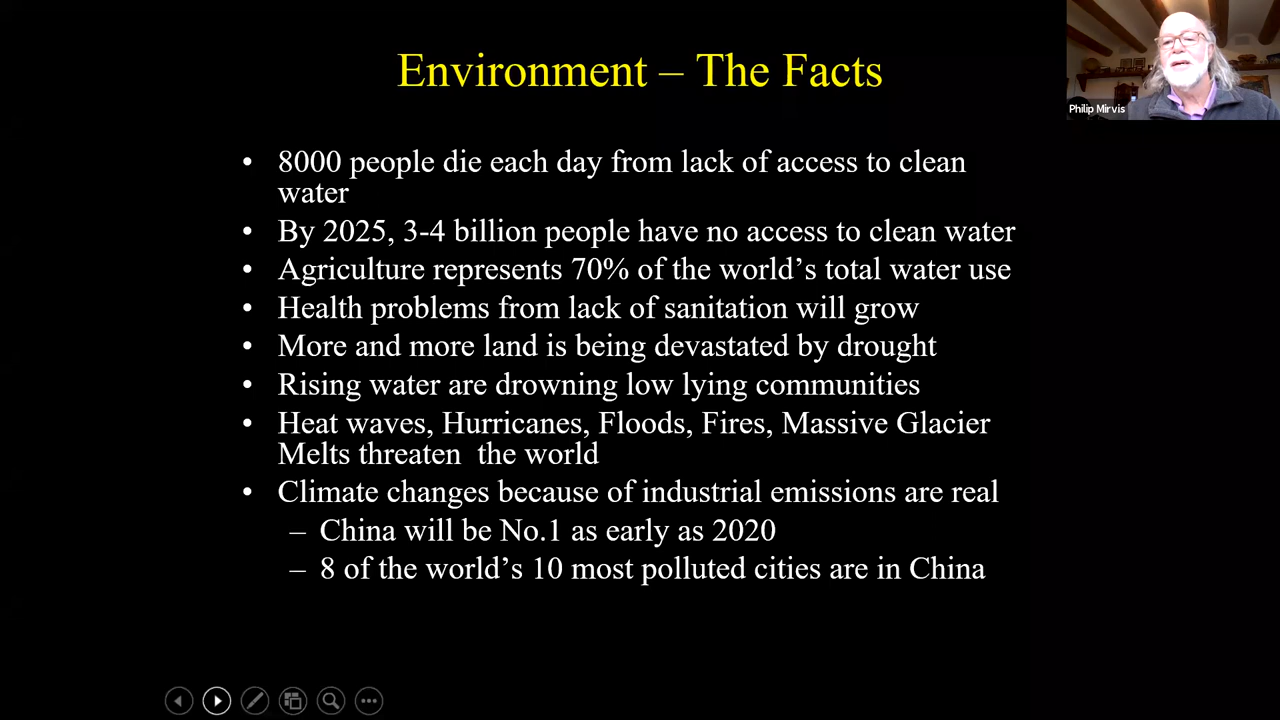 Environment – The Facts
Philip Mirvis
• 8000 people die each day from lack of access to clean
water
• By 2025, 3-4 billion people have no access to clean water
• Agriculture represents 70% of the world’s total water use
• Health problems from lack of sanitation will grow
• More and more land is being devastated by drought
• Rising water are drowning low lying communities
• Heat waves, Hurricanes, Floods, Fires, Massive Glacier
Melts threaten  the world
• Climate changes because of industrial emissions are real
– China will be No.1 as early as 2020
– 8 of the world’s 10 most polluted cities are in China